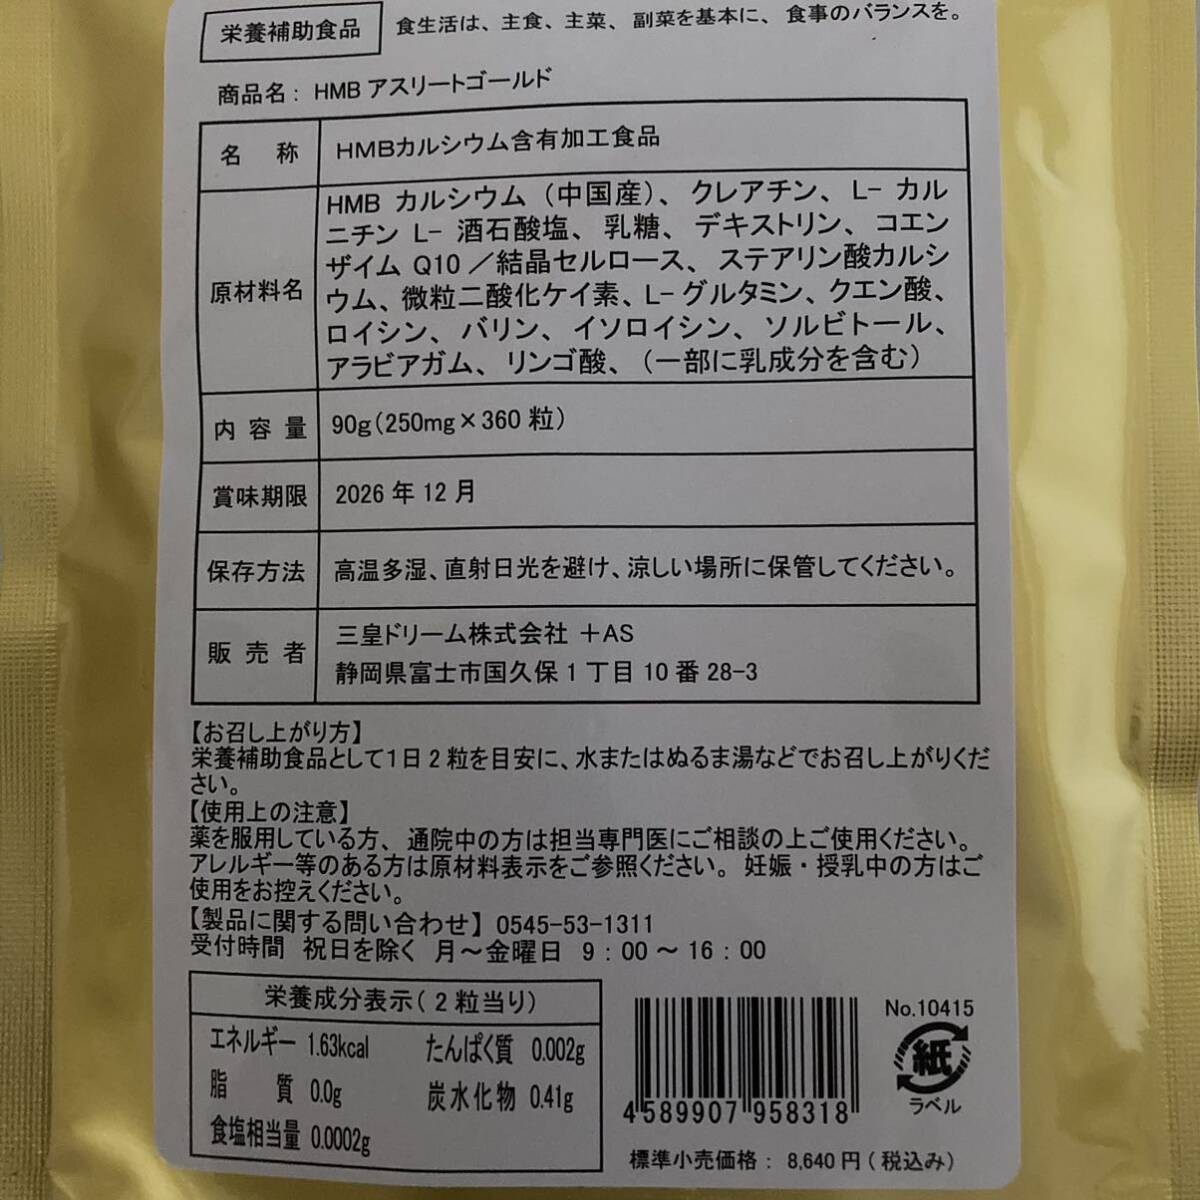 栄養補助食品 食生活は、主食、主菜、副菜を基本に、食事のバランスを。
商品名: HMB アスリートゴールド
名 称 HMBカルシウム含有加工食品
原材料名
HMB カルシウム（中国産）、クレアチン、L- カル
ニチン L- 酒石酸塩、乳糖、デキストリン、コエン
ザイム Q10 ／結晶セルロース、ステアリン酸カルシ
ウム、微粒二酸化ケイ素、L-グルタミン、クエン酸、
ロイシン、バリン、イソロイシン、ソルビトール、
アラビアガム、リンゴ酸、（一部に乳成分を含む）
内 容 量 90g(250mg×360 粒)
賞味期限 2026 年 12 月
保存方法 高温多湿、直射日光を避け、涼しい場所に保管してください。
販 売 者
三皇ドリーム株式会社 ＋AS
静岡県富士市国久保 1 丁目 10 番 28-3
【お召し上がり方】
栄養補助食品として1日2粒を目安に、水またはぬるま湯などでお召し上がりくだ
さい。
【使用上の注意】
薬を服用している方、通院中の方は担当専門医にご相談の上ご使用ください。
アレルギー等のある方は原材料表示をご参照ください。妊娠・授乳中の方はご
使用をお控えください。
【製品に関する問い合わせ】0545-53-1311
受付時間 祝日を除く 月～金曜日 9：00 ～ 16：00
栄養成分表示(2粒当り)
エネルギー 1.63kcal たんぱく質 0.002g
脂 質 0.0g 炭水化物 0.41g
食塩相当量 0.0002g
No.10415
紙
ラベル
4589907958318
標準小売価格： 8,640円(税込み)